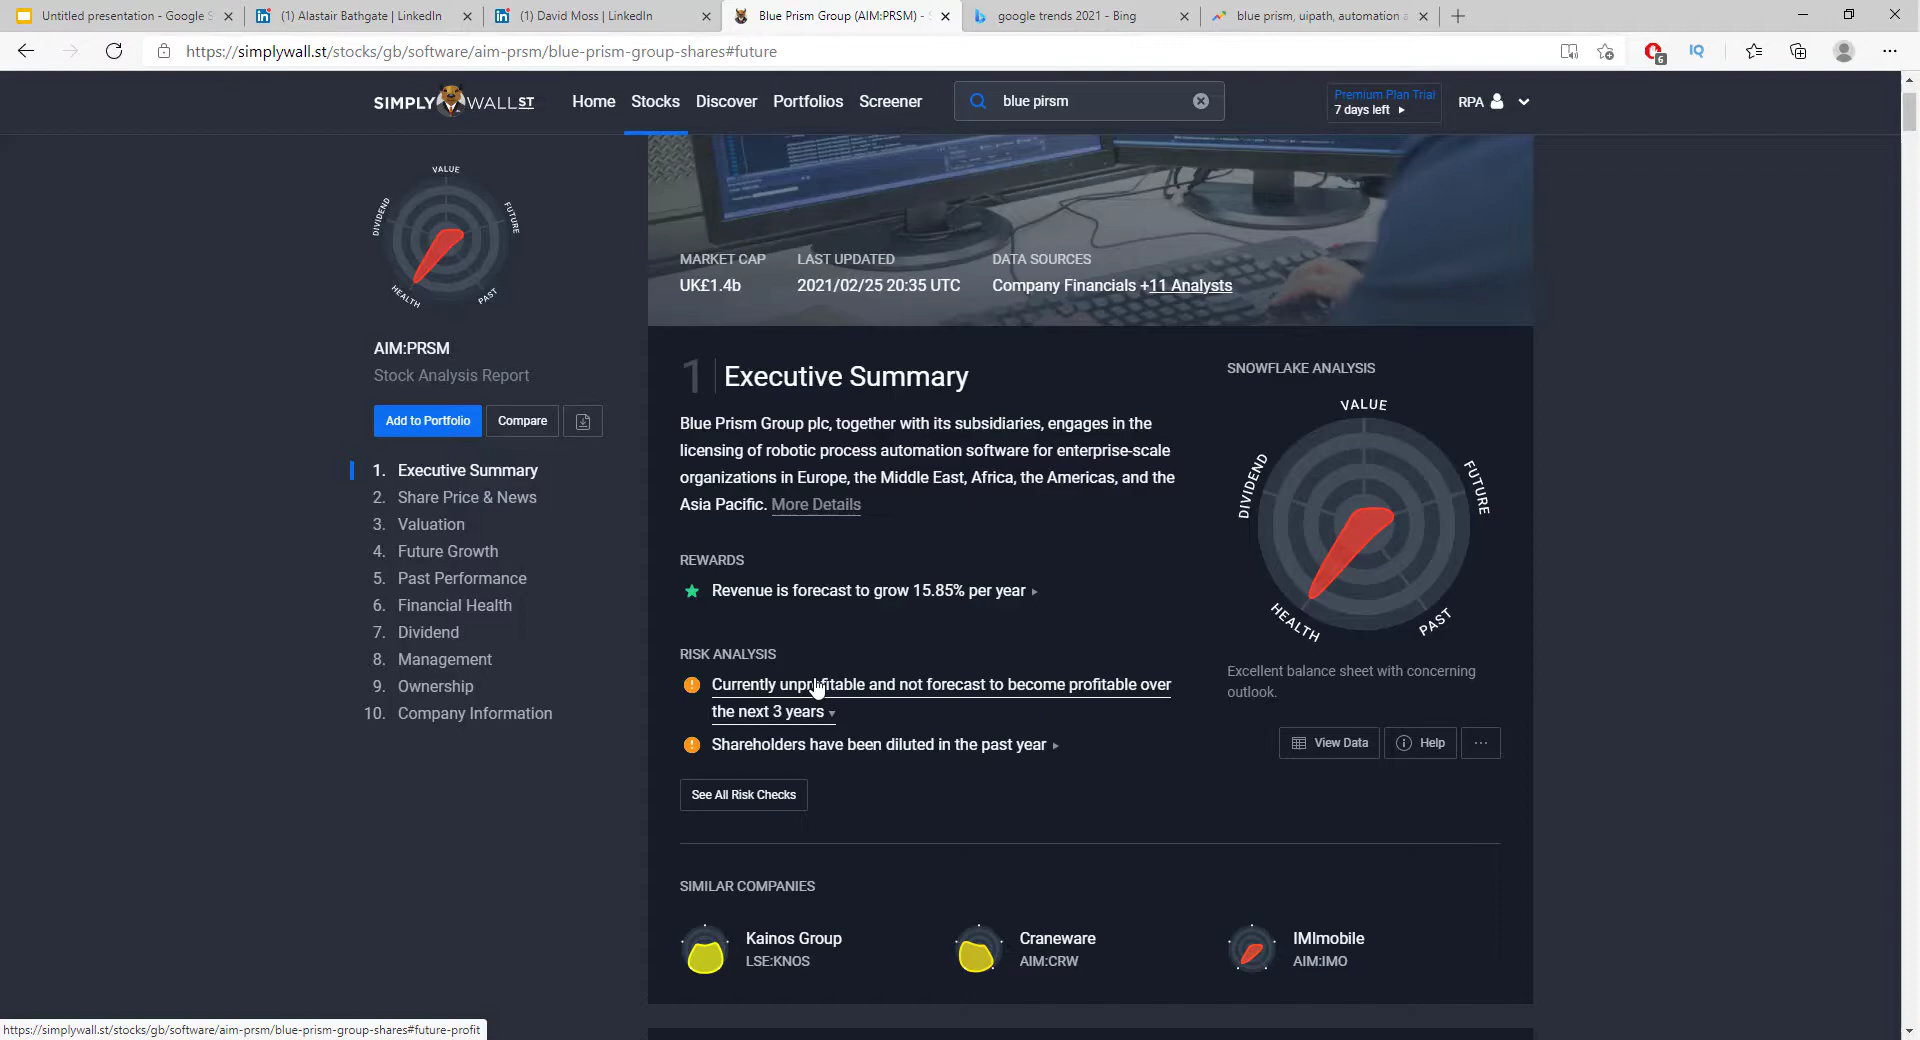 Untitled presentation - Google S
(1) Alastair Bathgate | LinkedIn
(1) David Moss | LinkedIn
Blue Prism Group (AIM:PRSM) - S
google trends 2021 - Bing
blue prism, uipath, automation a
https://simplywall.st/stocks/gb/software/aim-prsm/blue-prism-group-shares#future
6
IQ
SIMPLY WALL ST
Home
Stocks
Discover
Portfolios
Screener
blue pirsm
Premium Plan Trial
7 days left
RPA
VALUE
FUTURE
PAST
HEALTH
DIVIDEND
MARKET CAP
UK£1.4b
LAST UPDATED
2021/02/25 20:35 UTC
DATA SOURCES
Company Financials +11 Analysts
AIM:PRSM
Stock Analysis Report
Add to Portfolio
Compare
1. Executive Summary
2. Share Price & News
3. Valuation
4. Future Growth
5. Past Performance
6. Financial Health
7. Dividend
8. Management
9. Ownership
10. Company Information
1 Executive Summary
Blue Prism Group plc, together with its subsidiaries, engages in the
licensing of robotic process automation software for enterprise-scale
organizations in Europe, the Middle East, Africa, the Americas, and the
Asia Pacific. More Details
REWARDS
Revenue is forecast to grow 15.85% per year
RISK ANALYSIS
Currently unprofitable and not forecast to become profitable over
the next 3 years
Shareholders have been diluted in the past year
See All Risk Checks
SNOWFLAKE ANALYSIS
VALUE
FUTURE
PAST
HEALTH
DIVIDEND
Excellent balance sheet with concerning
outlook.
View Data
Help
SIMILAR COMPANIES
Kainos Group
LSE:KNOS
Craneware
AIM:CRW
IMImobile
AIM:IMO
https://simplywall.st/stocks/gb/software/aim-prsm/blue-prism-group-shares#future-profit